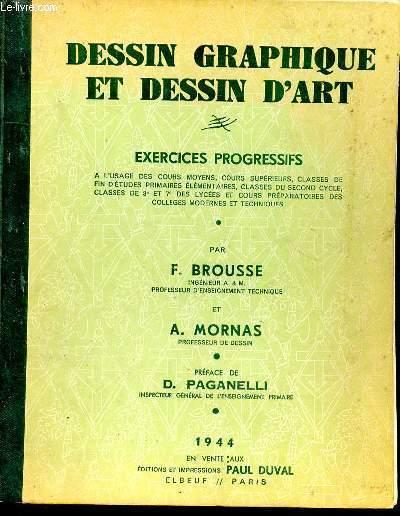 Le-livre.fr
DESSIN GRAPHIQUE
ET DESSIN D'ART
EXERCICES PROGRESSIFS
A L'USAGE DES COURS MOYENS, COURS SUPÉRIEURS, CLASSES DE
FIN D'ÉTUDES PRIMAIRES ÉLÉMENTAIRES, CLASSES DU SECOND CYCLE,
CLASSES DE 8e ET 7e DES LYCÉES ET COURS PRÉPARATOIRES DES
COLLEGES MODERNES ET TECHNIQUES
PAR
F. BROUSSE
INGÉNIEUR A. & M.
PROFESSEUR D'ENSEIGNEMENT TECHNIQUE
ET
A. MORNAS
PROFESSEUR DE DESSIN
PRÉFACE DE
D. PAGANELLI
INSPECTEUR GÉNÉRAL DE L'ENSEIGNEMENT PRIMAIRE
1944
EN VENTE AUX
ÉDITIONS ET IMPRESSIONS PAUL DUVAL
ELBEUF // PARIS